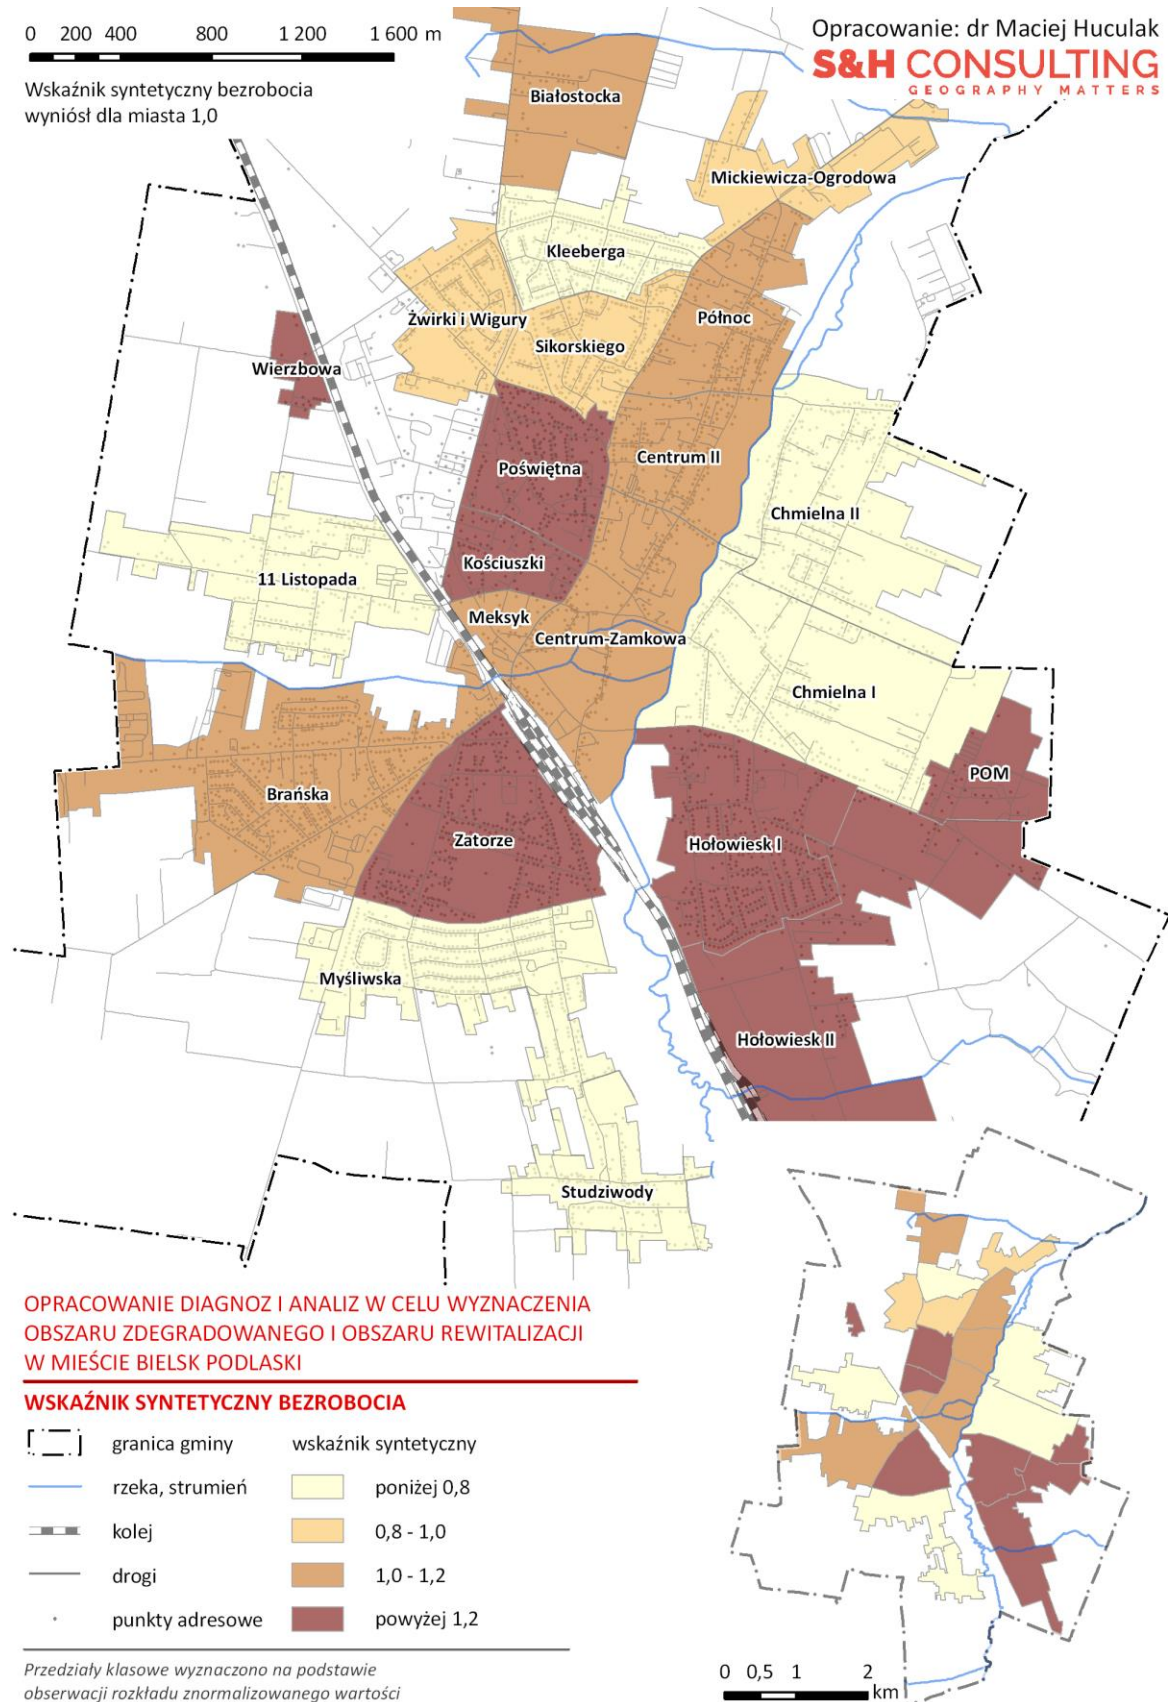 0 200 400 800 1 200 1 600 m
Wskaźnik syntetyczny bezrobocia
wyniósł dla miasta 1,0
Opracowanie: dr Maciej Huculak
S&H CONSULTING
GEOGRAPHY MATTERS
Białostocka
Mickiewicza-Ogrodowa
Kleeberga
Żwirki i Wigury
Północ
Sikorskiego
Wierzbowa
Poświętna
Centrum II
Chmielna II
Kościuszki
11 Listopada
Meksyk
Centrum-Zamkowa
Chmielna I
POM
Brańska
Zatorze
Hołowiesk I
Myśliwska
Hołowiesk II
Studziwody
OPRACOWANIE DIAGNOZ I ANALIZ W CELU WYZNACZENIA
OBSZARU ZDEGRADOWANEGO I OBSZARU REWITALIZACJI
W MIEŚCIE BIELSK PODLASKI
WSKAŹNIK SYNTETYCZNY BEZROBOCIA
granica gminy wskaźnik syntetyczny
rzeka, strumień poniżej 0,8
kolej 0,8 - 1,0
drogi 1,0 - 1,2
punkty adresowe powyżej 1,2
Przedziały klasowe wyznaczono na podstawie
obserwacji rozkładu znormalizowanego wartości
0 0,5 1 2
km